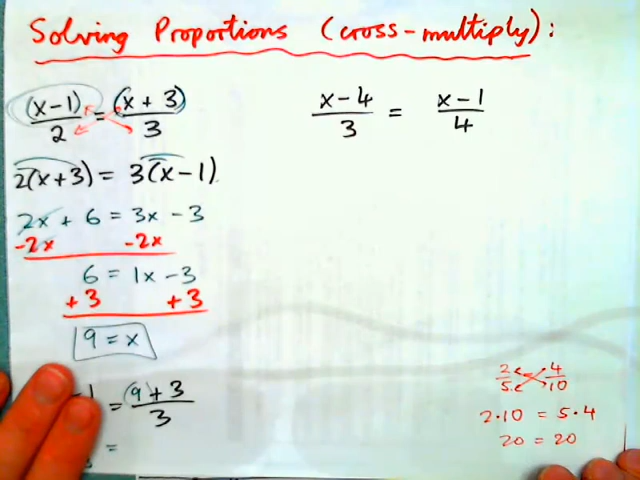 Solving Proportions (cross-multiply):
(x-1)/2 = (x+3)/3
2(x+3) = 3(x-1)
2x + 6 = 3x - 3
-2x -2x
6 = 1x - 3
+3 +3
9 = x
-1 = (9)+3/3
=
x-4/3 = x-1/4
2/5 4/10
2·10 = 5·4
20 = 20